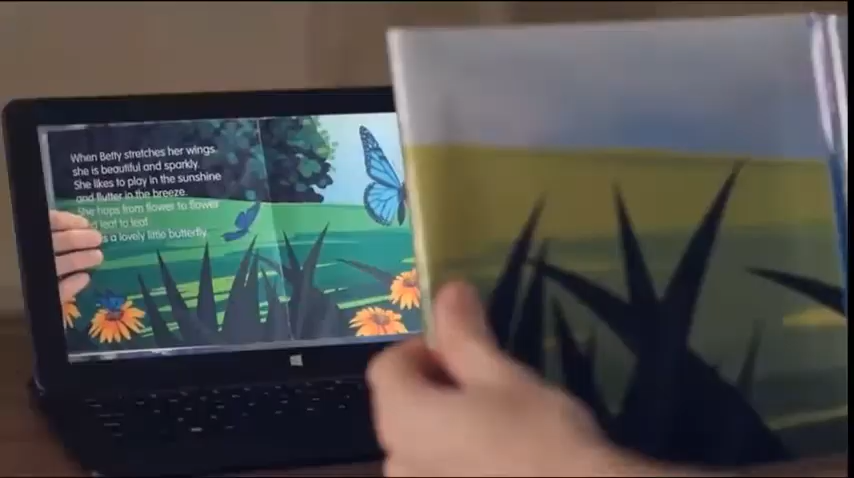 When Betty stretches her wings,
she is beautiful and sparkly.
She likes to play in the sunshine
and flutter in the breeze.
She hops from flower to flower
leaf to leaf
is a lovely little butterfly.